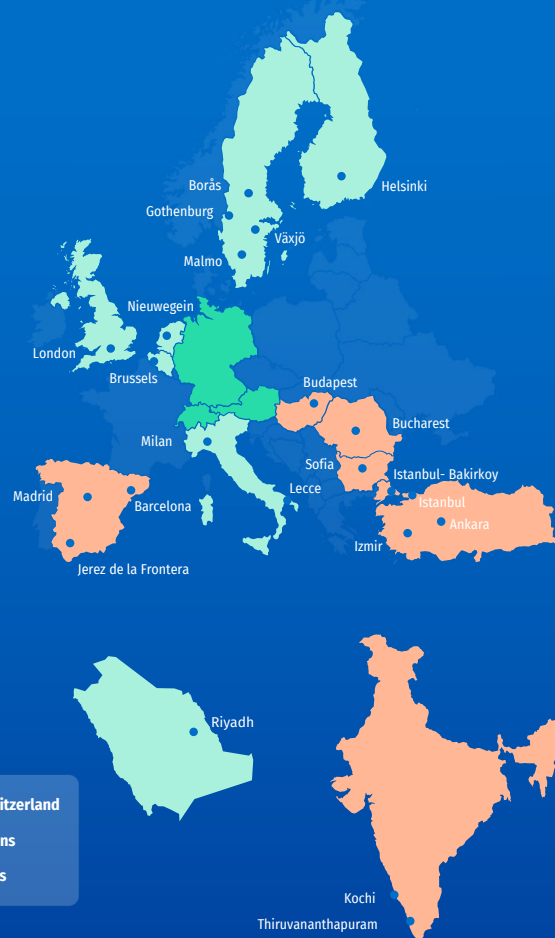 Borås
Helsinki
Gothenburg
Växjö
Malmo
Nieuwegein
London
Brussels
Budapest
Bucharest
Milan
Sofia
Istanbul- Bakirkoy
Lecce
Madrid
Istanbul
Barcelona
Ankara
Izmir
Jerez de la Frontera
Riyadh
itzerland
ns
s
Kochi
Thiruvananthapuram